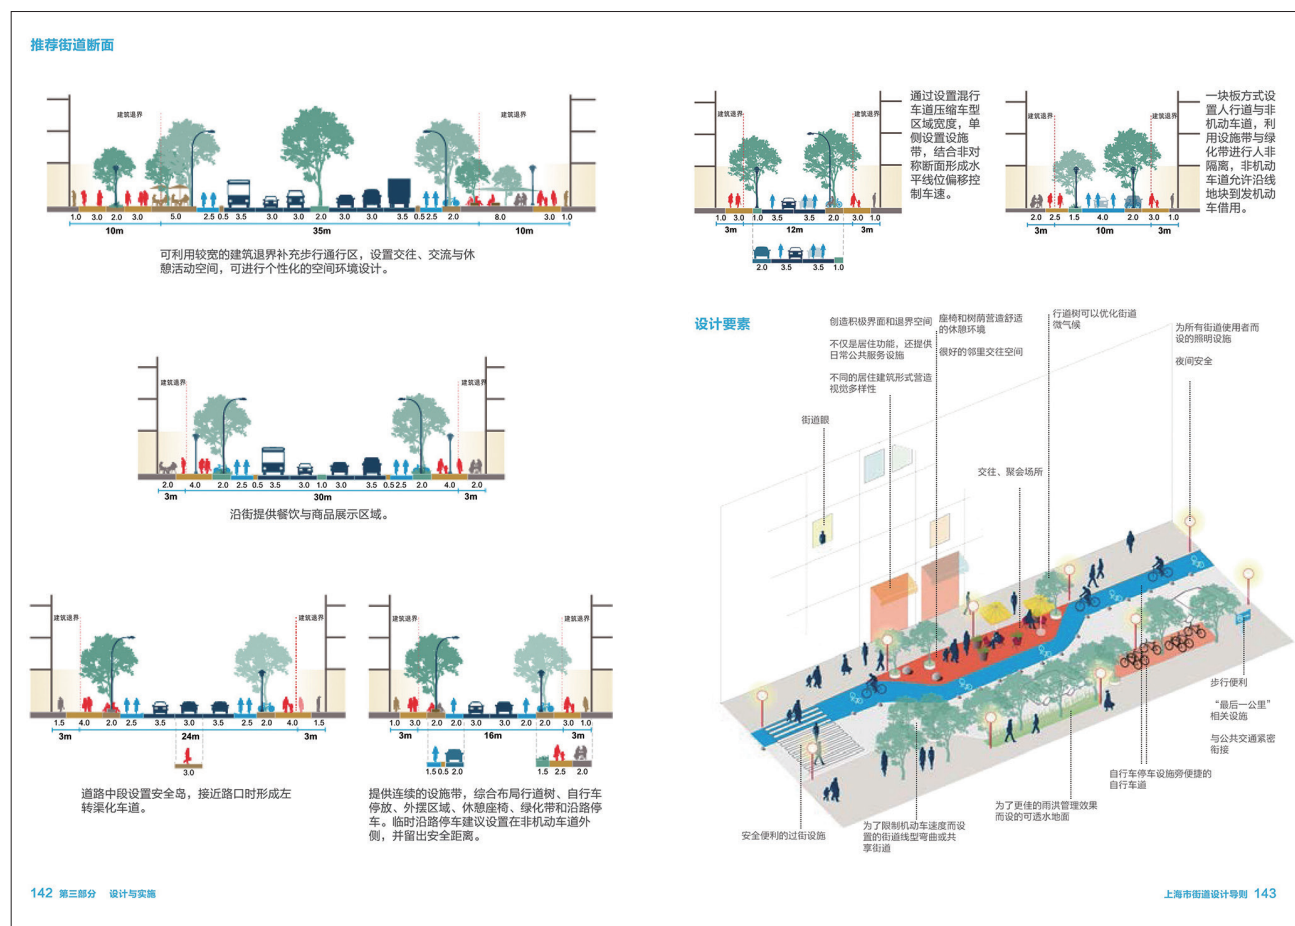 推荐街道断面
建筑退界
建筑退界
1.0 3.0 2.0 3.0 5.0 2.5 0.5 3.5 3.0 3.0 2.0 3.0 3.0 3.5 0.5 2.5 2.0 8.0 3.0 1.0
10m 35m 10m
可利用较宽的建筑退界补充步行通行区，设置交往、交流与休
憩活动空间，可进行个性化的空间环境设计。
建筑退界
建筑退界
2.0 4.0 2.0 2.5 0.5 3.5 3.0 1.0 3.0 3.5 0.5 2.5 2.0 4.0 2.0
3m 30m 3m
沿街提供餐饮与商品展示区域。
建筑退界
建筑退界
1.5 4.0 2.0 2.5 3.5 2.0 3.5 2.5 2.0 4.0 1.5
3m 24m 3m
3.0
道路中段设置安全岛，接近路口时形成左
转渠化车道。
建筑退界
建筑退界
1.0 3.0 2.0 2.0 3.0 3.0 2.0 2.0 3.0 1.0
3m 16m 3m
1.5 0.5 2.0
1.5 2.5 2.0
提供连续的设施带，综合布局行道树、自行车
停放、外摆区域、休憩座椅、绿化带和沿路停
车。临时沿路停车建议设置在非机动车道外
侧，并留出安全距离。
142 第三部分 设计与实施
建筑退界
建筑退界
1.0 3.0 1.0 3.5 3.5 2.0 3.0 1.0
3m 12m 3m
2.0 3.5 3.5 1.0
通过设置混行
车道压缩车型
区域宽度，单
侧设置设施
带，结合非对
称断面形成水
平线位偏移控
制车速。
建筑退界
建筑退界
2.0 2.5 1.5 4.0 2.0 3.0 1.0
3m 10m 3m
一块板方式设
置人行道与非
机动车道，利
用设施带与绿
化带进行人非
隔离，非机动
车道允许沿线
地块到发机动
车借用。
设计要素
创造积极界面和退界空间
不仅是居住功能，还提供
日常公共服务设施
不同的居住建筑形式营造
视觉多样性
座椅和树荫营造舒适
的休憩环境
很好的邻里交往空间
行道树可以优化街道
微气候
为所有街道使用者而
设的照明设施
夜间安全
街道眼
交往、聚会场所
步行便利
“最后一公里”
相关设施
与公共交通紧密
衔接
自行车停车设施旁便捷的
自行车道
为了更佳的雨洪管理效果
而设的可透水地面
为了限制机动车速度而设
置的街道线型弯曲或共
享街道
安全便利的过街设施
上海市街道设计导则 143